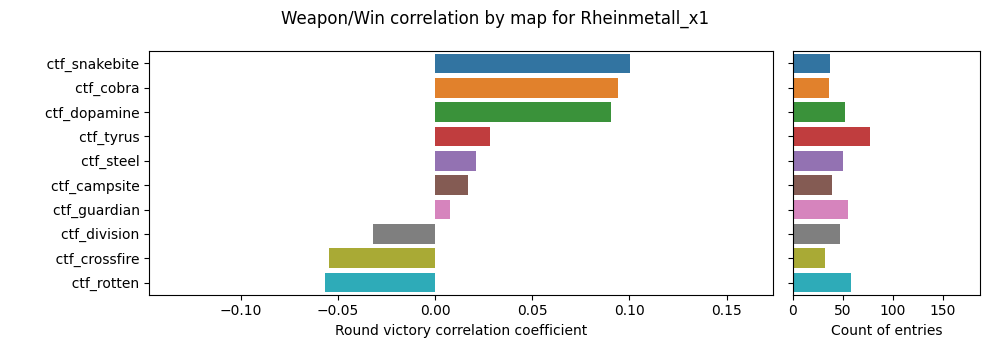 Weapon/Win correlation by map for Rheinmetall_x1
ctf_snakebite
ctf_cobra
ctf_dopamine
ctf_tyrus
ctf_steel
ctf_campsite
ctf_guardian
ctf_division
ctf_crossfire
ctf_rotten
−0.10 −0.05 0.00 0.05 0.10 0.15
Round victory correlation coefficient
0 50 100 150
Count of entries